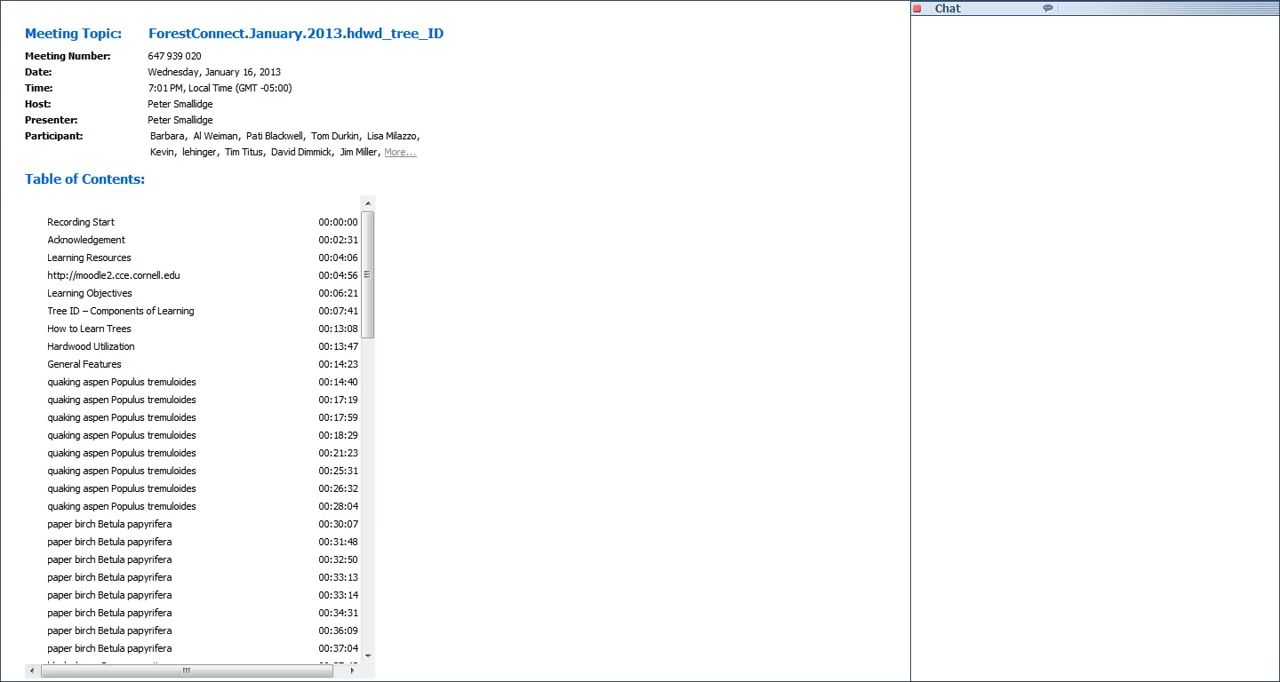 Chat
Meeting Topic: ForestConnect.January.2013.hdwd_tree_ID
Meeting Number: 647 939 020
Date: Wednesday, January 16, 2013
Time: 7:01 PM, Local Time (GMT -05:00)
Host: Peter Smallidge
Presenter: Peter Smallidge
Participant: Barbara, Al Weiman, Pati Blackwell, Tom Durkin, Lisa Milazzo,
Kevin, lehinger, Tim Titus, David Dimmick, Jim Miller, More...
Table of Contents:
Recording Start 00:00:00
Acknowledgement 00:02:31
Learning Resources 00:04:06
http://moodle2.cce.cornell.edu 00:04:56
Learning Objectives 00:06:21
Tree ID – Components of Learning 00:07:41
How to Learn Trees 00:13:08
Hardwood Utilization 00:13:47
General Features 00:14:23
quaking aspen Populus tremuloides 00:14:40
quaking aspen Populus tremuloides 00:17:19
quaking aspen Populus tremuloides 00:17:59
quaking aspen Populus tremuloides 00:18:29
quaking aspen Populus tremuloides 00:21:23
quaking aspen Populus tremuloides 00:25:31
quaking aspen Populus tremuloides 00:26:32
quaking aspen Populus tremuloides 00:28:04
paper birch Betula papyrifera 00:30:07
paper birch Betula papyrifera 00:31:48
paper birch Betula papyrifera 00:32:50
paper birch Betula papyrifera 00:33:13
paper birch Betula papyrifera 00:33:14
paper birch Betula papyrifera 00:34:31
paper birch Betula papyrifera 00:36:09
paper birch Betula papyrifera 00:37:04